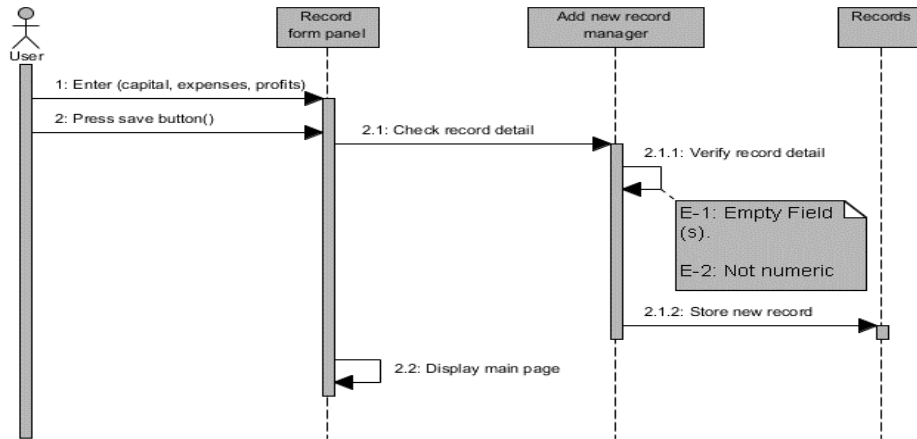 Record
form panel
Add new record
manager
Records
User
1: Enter (capital, expenses, profits)
2: Press save button()
2.1: Check record detail
2.1.1: Verify record detail
E-1: Empty Field
(s).
E-2: Not numeric
2.1.2: Store new record
2.2: Display main page